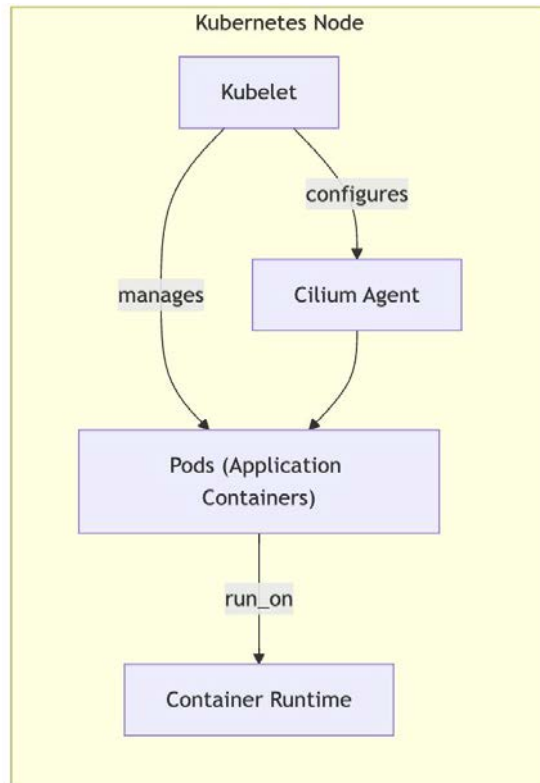 Kubernetes Node
Kubelet
configures
manages
Cilium Agent
Pods (Application
Containers)
run_on
Container Runtime